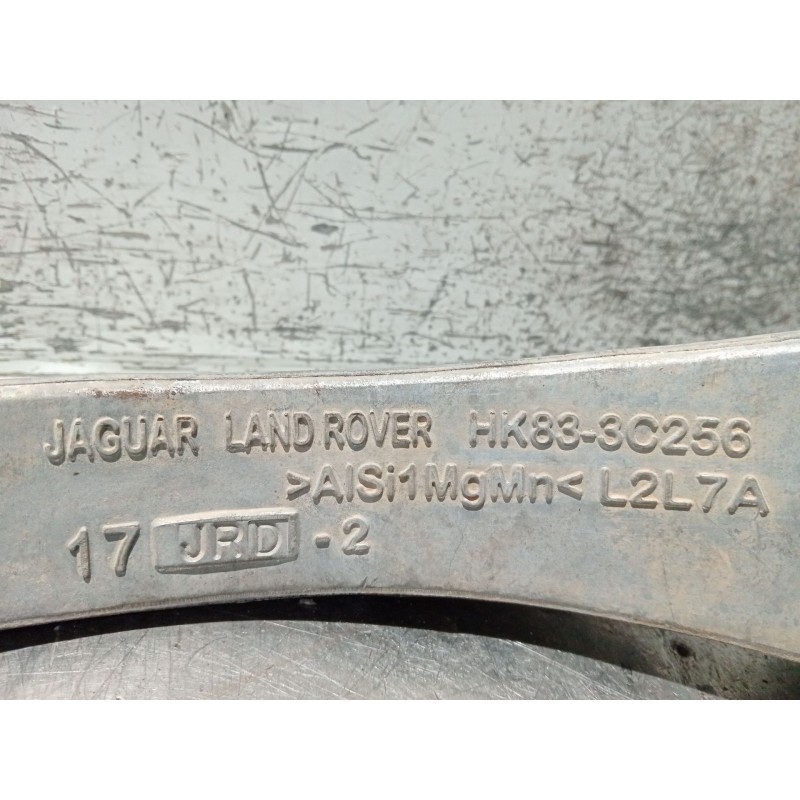 JAGUAR LAND ROVER HK83-3C256
>AlSi1MgMn< L2L7A
17 JRD -2